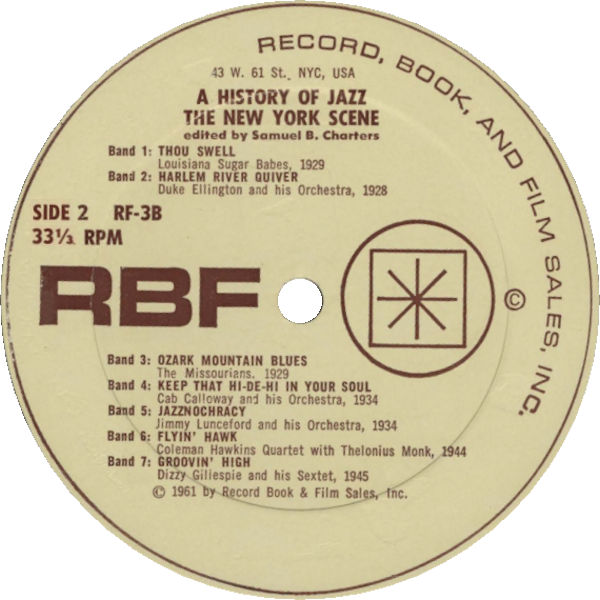 RECORD, BOOK, AND FILM SALES, INC.
43 W. 61 St., NYC, USA
A HISTORY OF JAZZ
THE NEW YORK SCENE
edited by Samuel B. Charters
Band 1: THOU SWELL
Louisiana Sugar Babes, 1929
Band 2: HARLEM RIVER QUIVER
Duke Ellington and his Orchestra, 1928
SIDE 2 RF-3B
33⅓ RPM
RBF
©
Band 3: OZARK MOUNTAIN BLUES
The Missourians. 1929
Band 4: KEEP THAT HI-DE-HI IN YOUR SOUL
Cab Calloway and his Orchestra, 1934
Band 5: JAZZNOCHRACY
Jimmy Lunceford and his Orchestra, 1934
Band 6: FLYIN' HAWK
Coleman Hawkins Quartet with Thelonius Monk, 1944
Band 7: GROOVIN' HIGH
Dizzy Gillespie and his Sextet, 1945
© 1961 by Record Book & Film Sales, Inc.